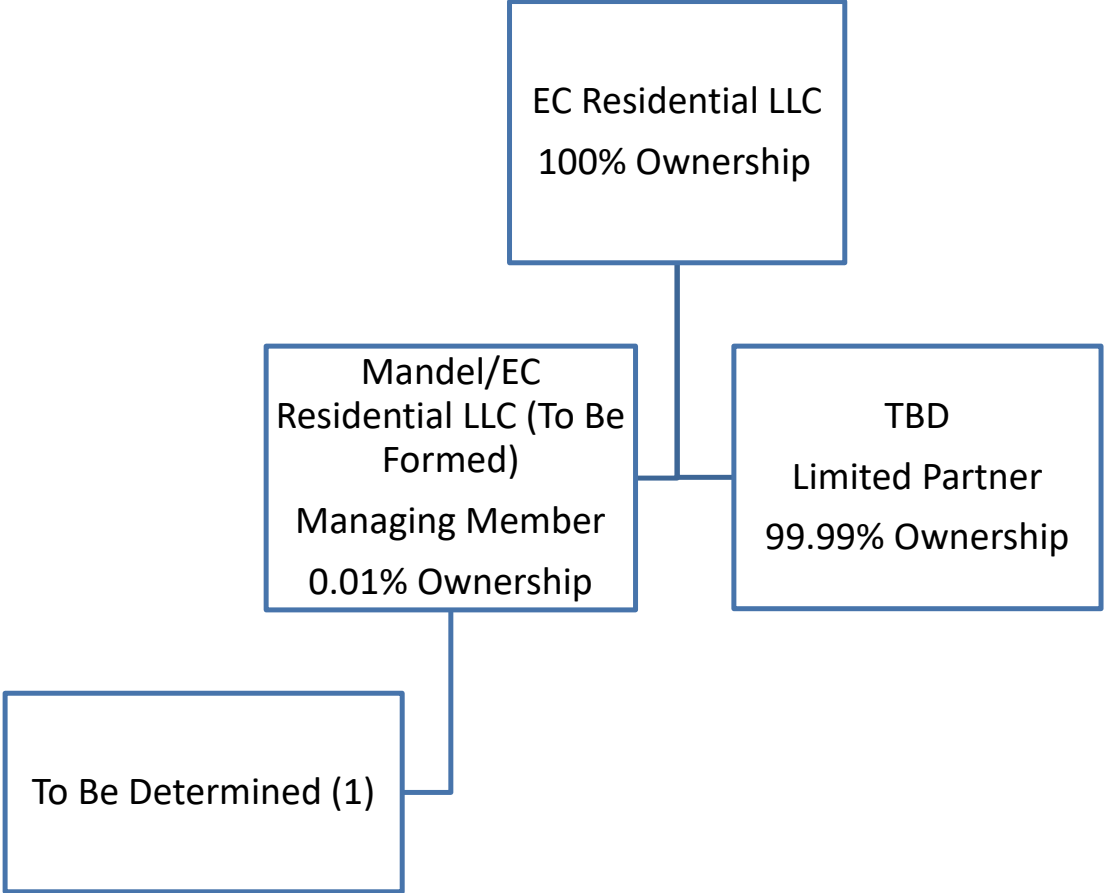 EC Residential LLC
100% Ownership
Mandel/EC
Residential LLC (To Be
Formed)
Managing Member
0.01% Ownership
TBD
Limited Partner
99.99% Ownership
To Be Determined (1)